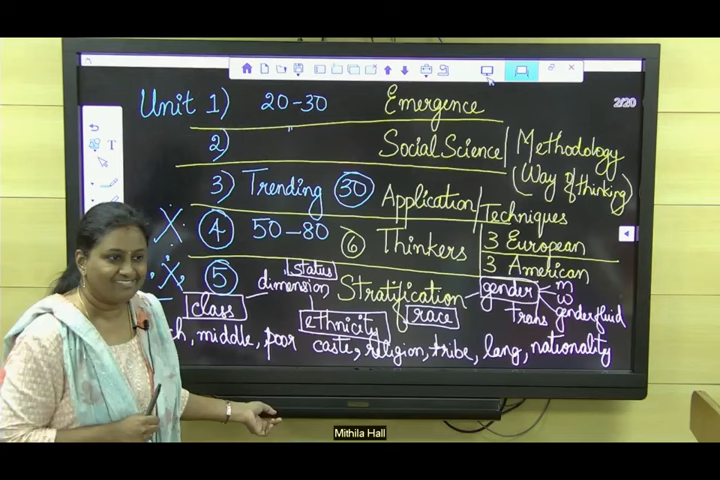 2/20
Unit 1) 20-30 Emergence
2) Social Science Methodology
(Way of thinking)
3) Trending 30 Application Techniques
X 4 50-80 6 Thinkers 3 European
3 American
X 5 Stratification
status
dimension
class
ethnicity
race
gender
m
w
trans genderfluid
middle, poor caste, religion, tribe, lang, nationality
T
Mithila Hall